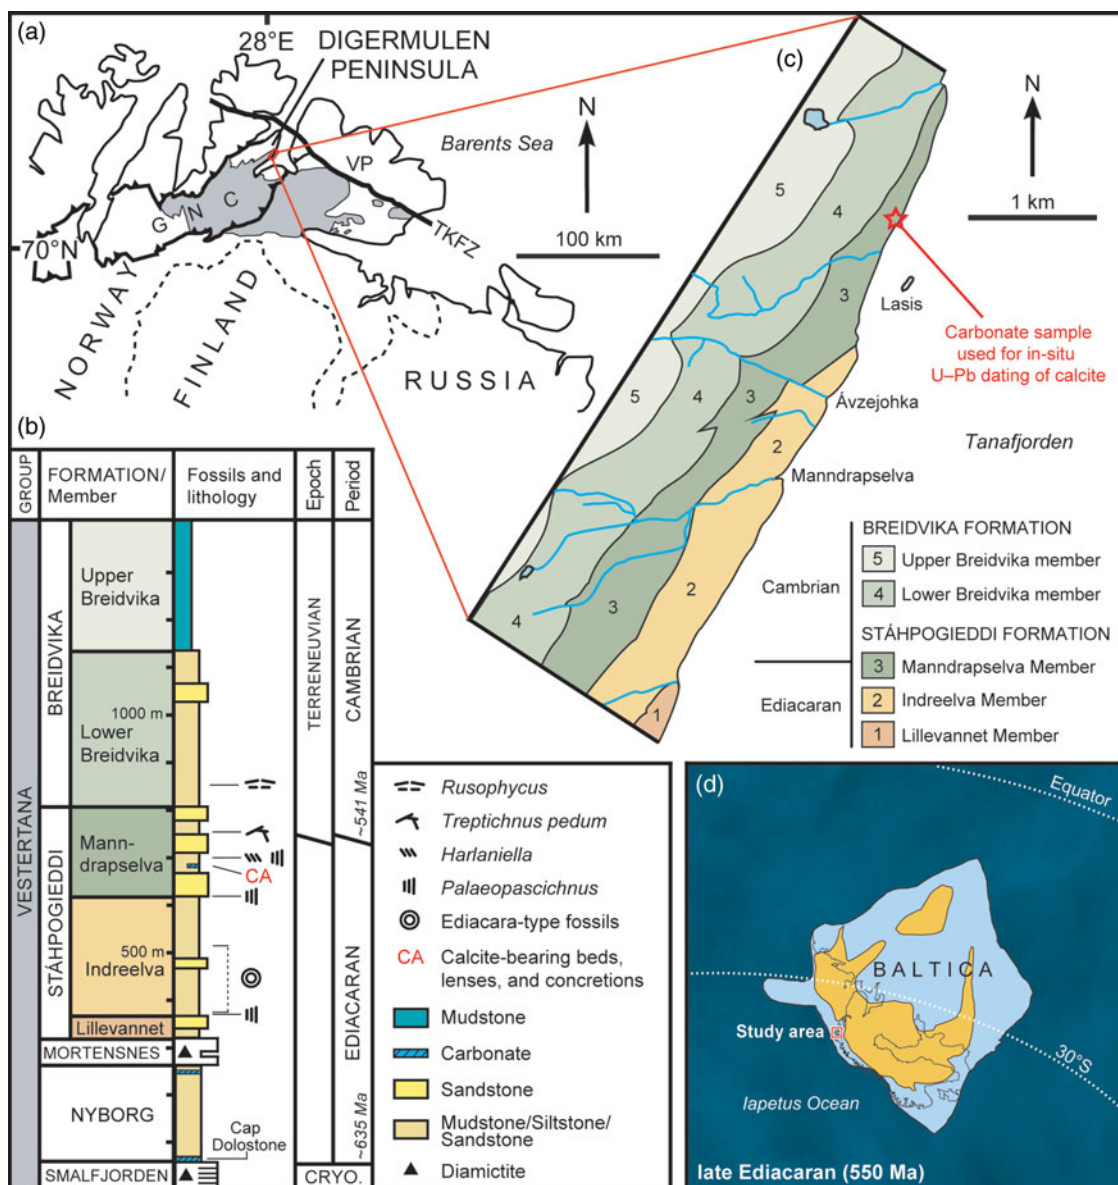 (a)
28°E
DIGERMULEN
PENINSULA
N
Barents Sea
VP
G
N
C
TKFZ
70°N
100 km
NORWAY
FINLAND
RUSSIA
(c)
N
1 km
5
4
3
Lasis
Carbonate sample
used for in-situ
U–Pb dating of calcite
5
4
3
Ávzejohka
2
Tanafjorden
Manndrapselva
2
3
4
1
BREIDVIKA FORMATION
5 Upper Breidvika member
Cambrian
4 Lower Breidvika member
STÁHPOGIEDDI FORMATION
3 Manndrapselva Member
Ediacaran
2 Indreelva Member
1 Lillevannet Member
(b)
GROUP
FORMATION/
Member
Fossils and
lithology
Epoch
Period
VESTERTANA
BREIDVIKA
Upper
Breidvika
1000 m
Lower
Breidvika
STÁHPOGIEDDI
Mann-
drapselva
CA
500 m
Indreelva
Lillevannet
MORTENSNES
NYBORG
Cap
Dolostone
SMALFJORDEN
TERRENEUVIAN
CAMBRIAN
~541 Ma
EDIACARAN
~635 Ma
CRYO.
Rusophycus
Treptichnus pedum
Harlaniella
Palaeopascichnus
Ediacara-type fossils
CA Calcite-bearing beds,
lenses, and concretions
Mudstone
Carbonate
Sandstone
Mudstone/Siltstone/
Sandstone
Diamictite
(d)
Equator
BALTICA
Study area
30°S
Iapetus Ocean
late Ediacaran (550 Ma)